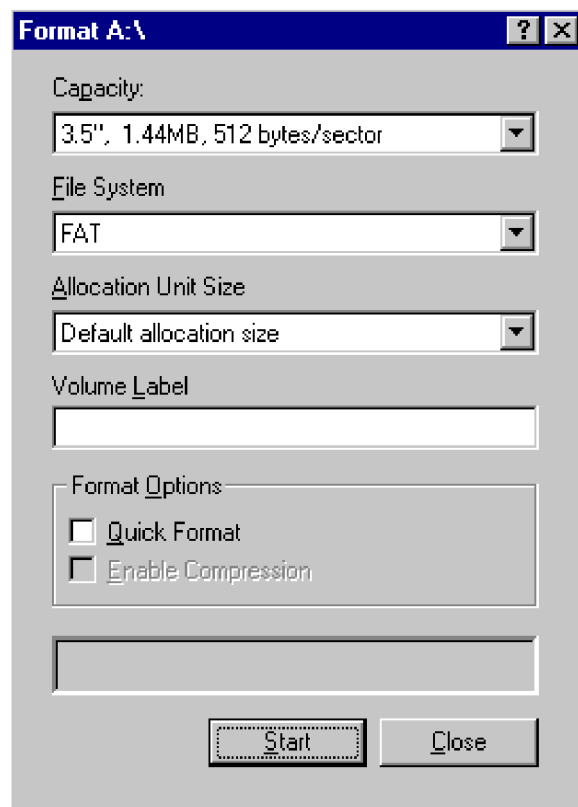 Format A:\
Capacity:
3.5", 1.44MB, 512 bytes/sector
File System
FAT
Allocation Unit Size
Default allocation size
Volume Label
Format Options
Quick Format
Enable Compression
Start Close